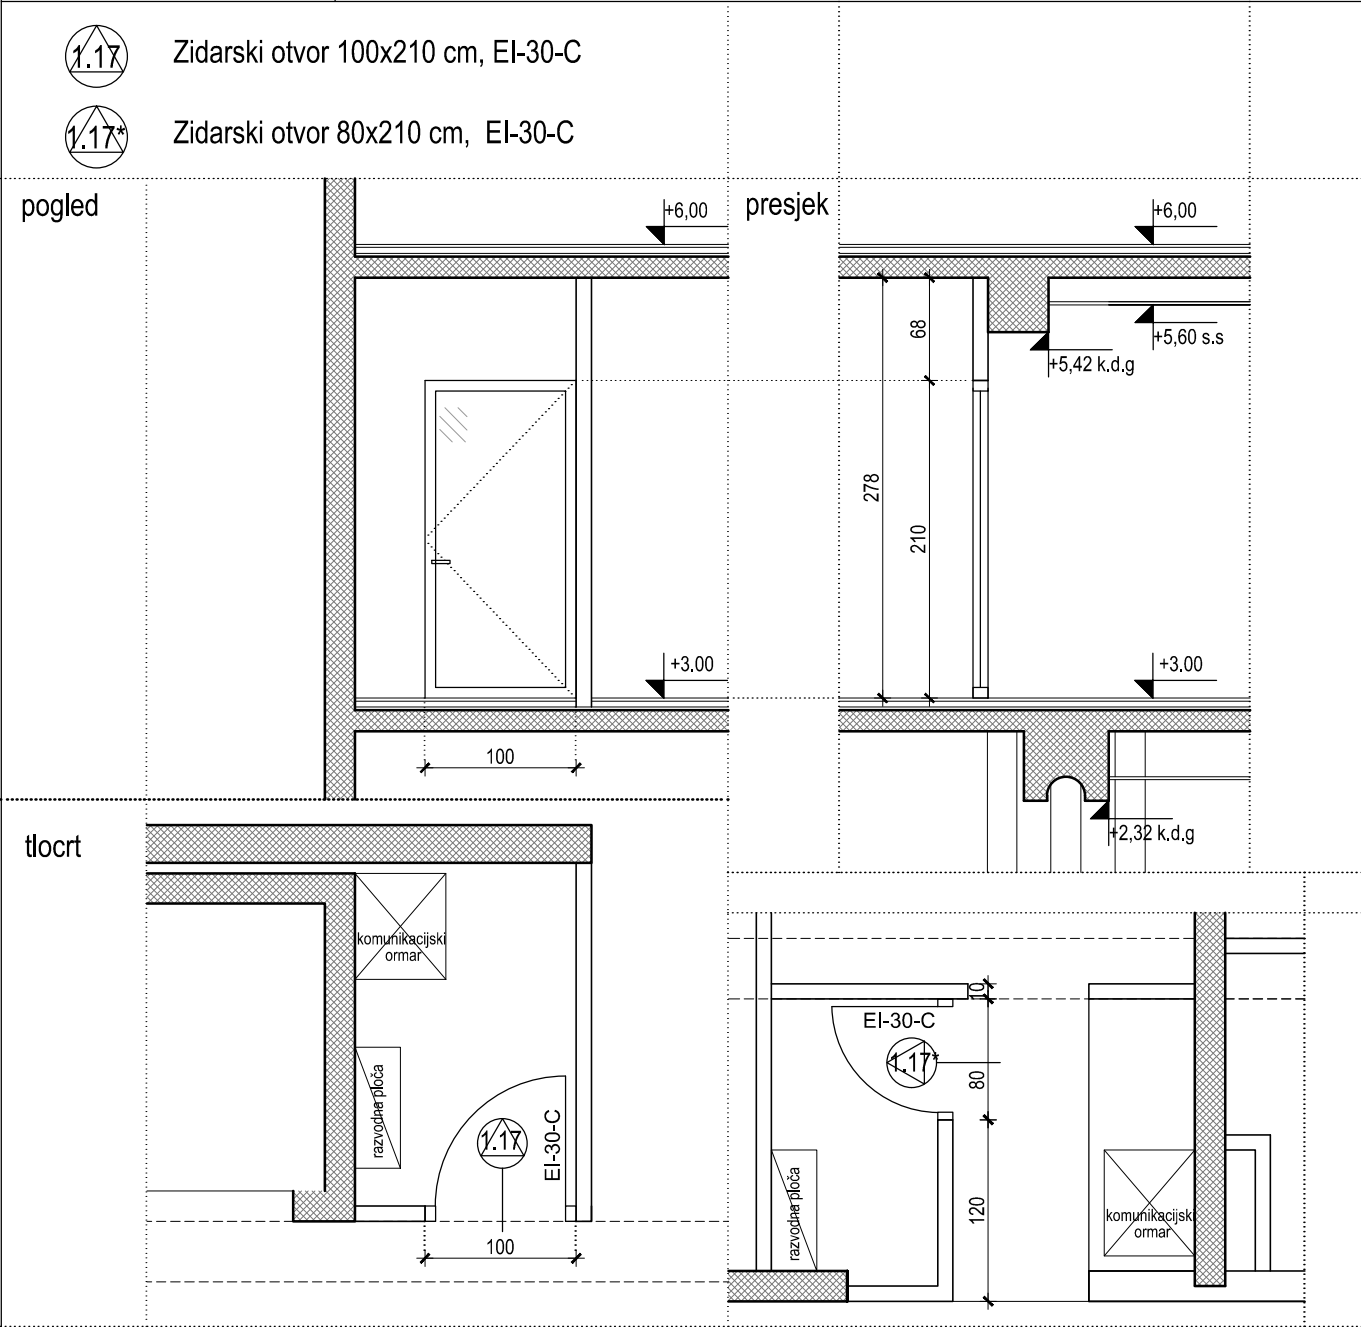 1.17 Zidarski otvor 100x210 cm, EI-30-C
1.17* Zidarski otvor 80x210 cm, EI-30-C
pogled
+6,00
+3.00
100
presjek
+6,00
68
+5,60 s.s
+5,42 k.d.g
278
210
+3.00
+2,32 k.d.g
tlocrt
komunikacijski
ormar
razvodna ploča
1.17
EI-30-C
100
10
EI-30-C
1.17*
80
razvodna ploča
120
komunikacijski
ormar